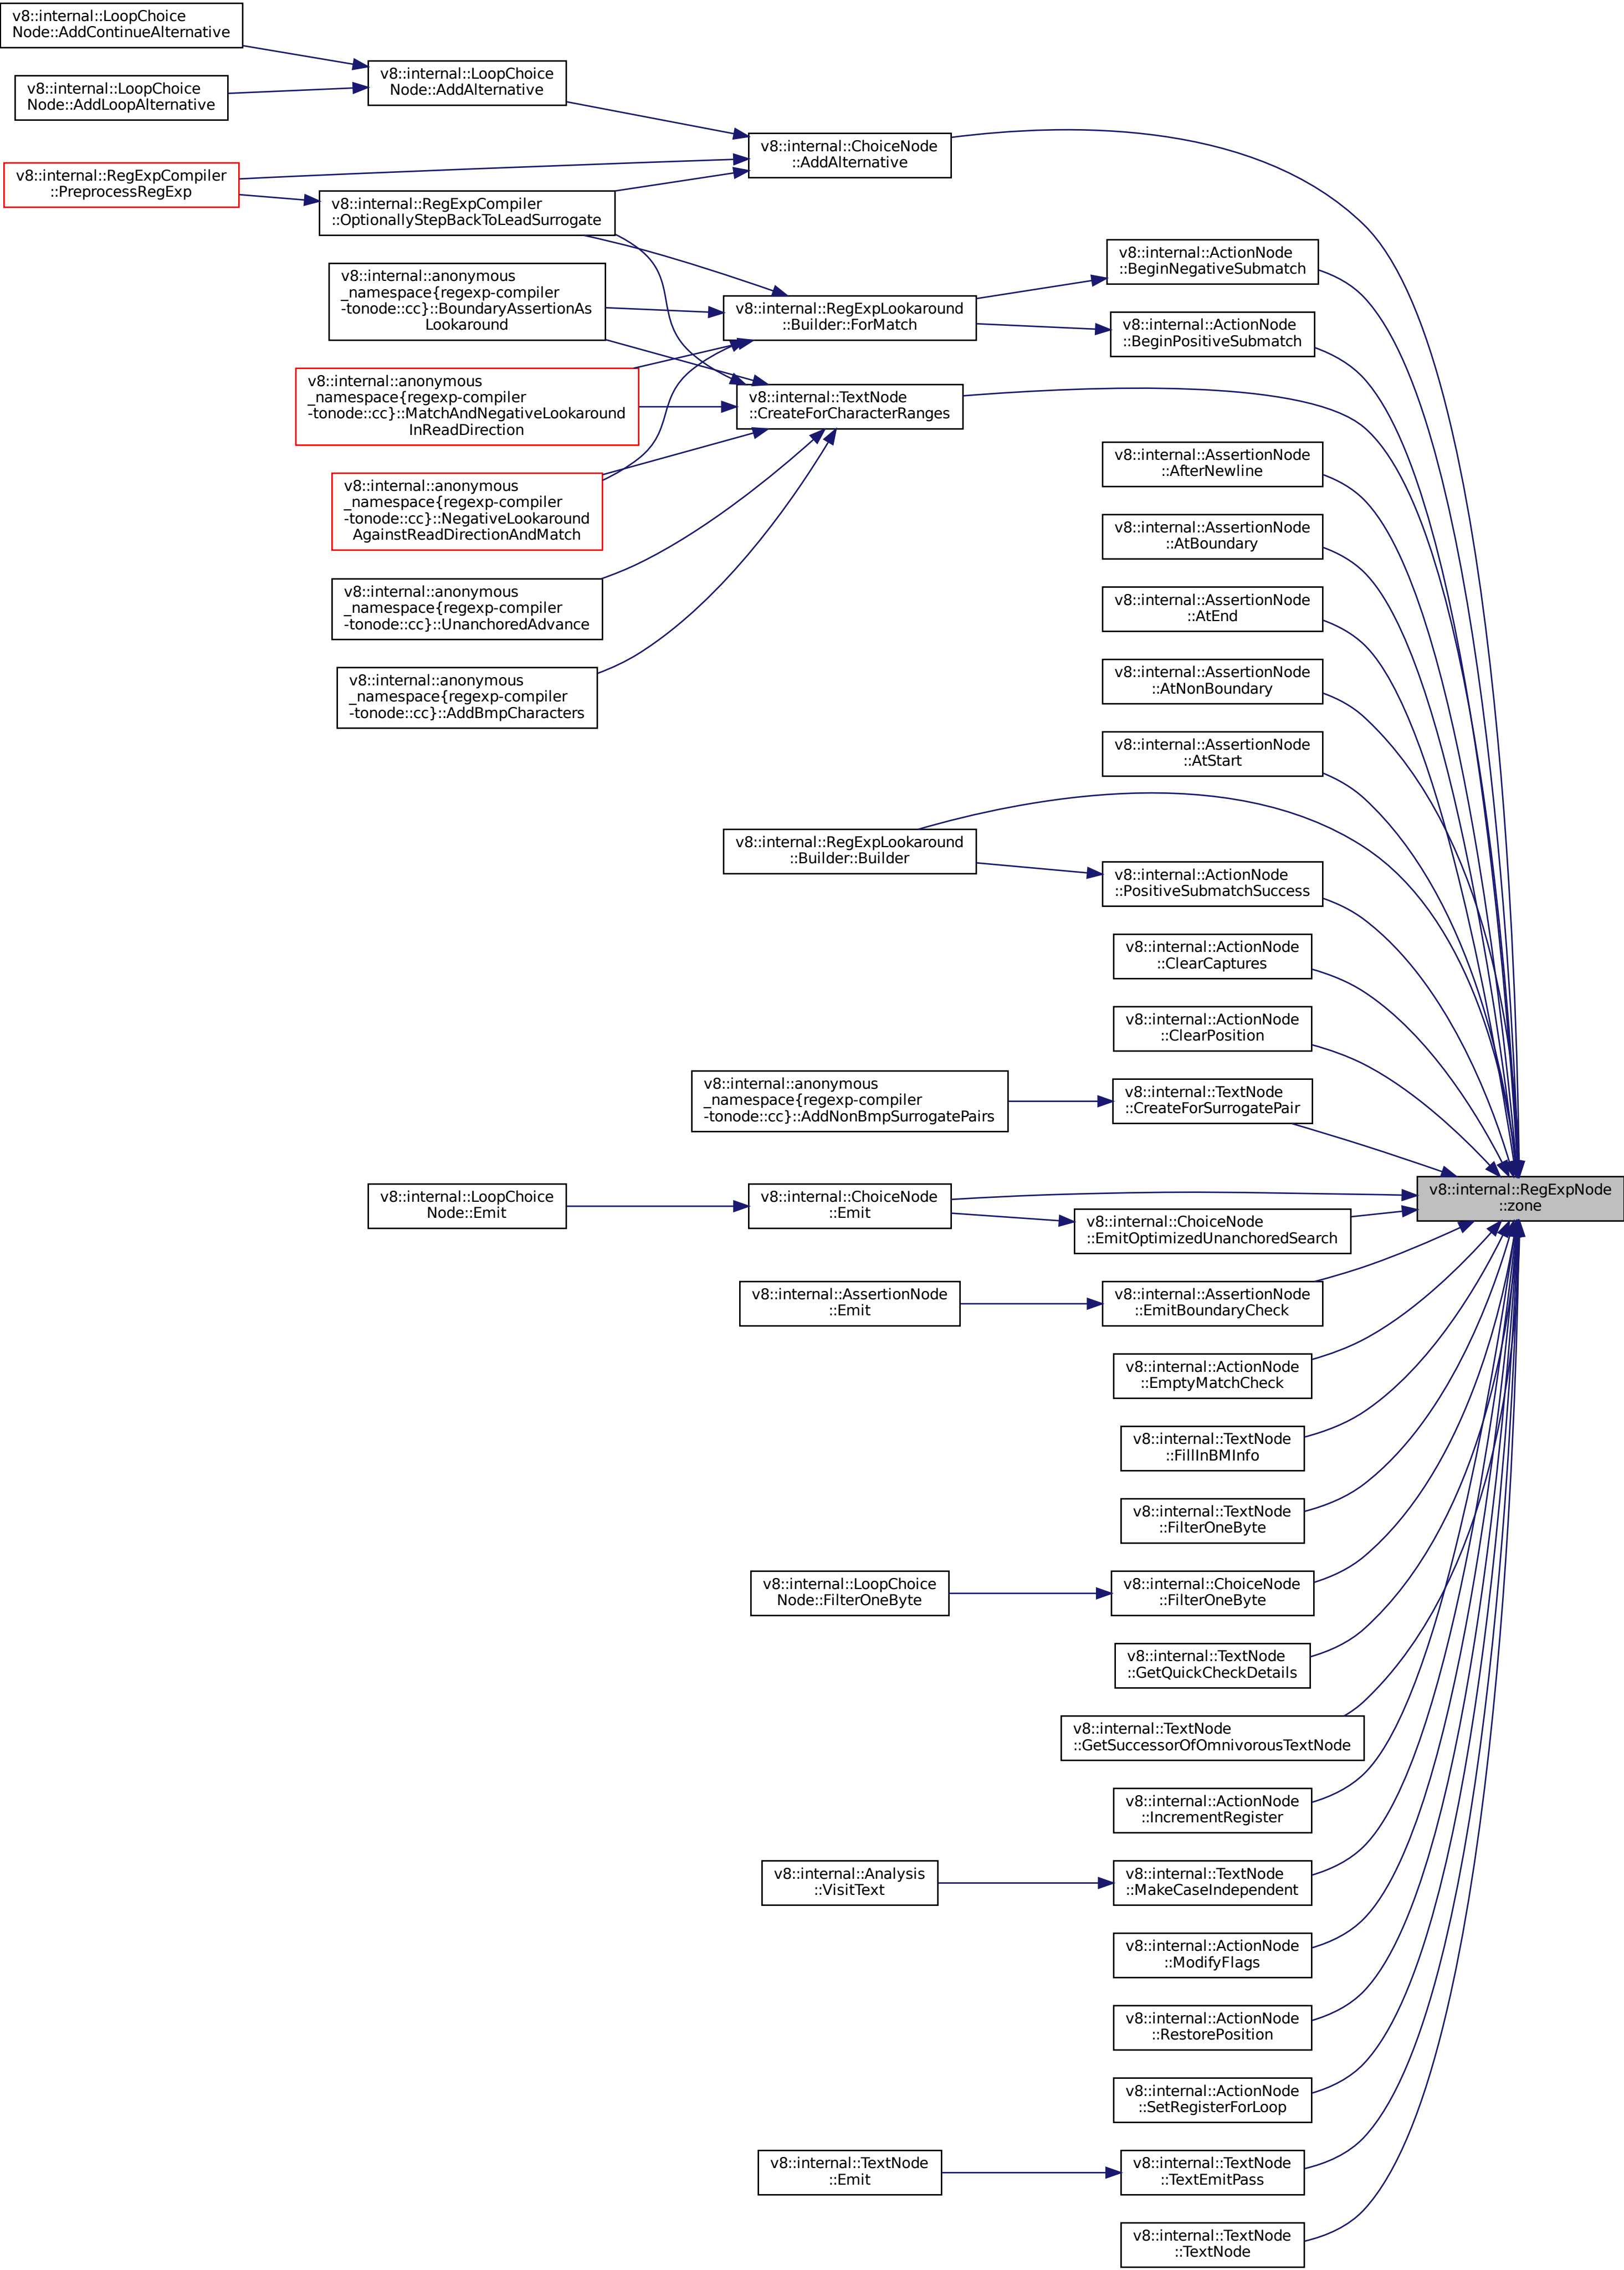 v8::internal::LoopChoice
Node::AddContinueAlternative
v8::internal::LoopChoice
Node::AddAlternative
v8::internal::LoopChoice
Node::AddLoopAlternative
v8::internal::ChoiceNode
::AddAlternative
v8::internal::RegExpCompiler
::PreprocessRegExp
v8::internal::RegExpCompiler
::OptionallyStepBackToLeadSurrogate
v8::internal::ActionNode
::BeginNegativeSubmatch
v8::internal::anonymous
_namespace{regexp-compiler
-tonode::cc}::BoundaryAssertionAs
Lookaround
v8::internal::RegExpLookaround
::Builder::ForMatch
v8::internal::ActionNode
::BeginPositiveSubmatch
v8::internal::anonymous
_namespace{regexp-compiler
-tonode::cc}::MatchAndNegativeLookaround
InReadDirection
v8::internal::TextNode
::CreateForCharacterRanges
v8::internal::AssertionNode
::AfterNewline
v8::internal::anonymous
_namespace{regexp-compiler
-tonode::cc}::NegativeLookaround
AgainstReadDirectionAndMatch
v8::internal::AssertionNode
::AtBoundary
v8::internal::anonymous
_namespace{regexp-compiler
-tonode::cc}::UnanchoredAdvance
v8::internal::AssertionNode
::AtEnd
v8::internal::anonymous
_namespace{regexp-compiler
-tonode::cc}::AddBmpCharacters
v8::internal::AssertionNode
::AtNonBoundary
v8::internal::AssertionNode
::AtStart
v8::internal::RegExpLookaround
::Builder::Builder
v8::internal::ActionNode
::PositiveSubmatchSuccess
v8::internal::ActionNode
::ClearCaptures
v8::internal::ActionNode
::ClearPosition
v8::internal::anonymous
_namespace{regexp-compiler
-tonode::cc}::AddNonBmpSurrogatePairs
v8::internal::TextNode
::CreateForSurrogatePair
v8::internal::RegExpNode
::zone
v8::internal::LoopChoice
Node::Emit
v8::internal::ChoiceNode
::Emit
v8::internal::ChoiceNode
::EmitOptimizedUnanchoredSearch
v8::internal::AssertionNode
::Emit
v8::internal::AssertionNode
::EmitBoundaryCheck
v8::internal::ActionNode
::EmptyMatchCheck
v8::internal::TextNode
::FillInBMInfo
v8::internal::TextNode
::FilterOneByte
v8::internal::LoopChoice
Node::FilterOneByte
v8::internal::ChoiceNode
::FilterOneByte
v8::internal::TextNode
::GetQuickCheckDetails
v8::internal::TextNode
::GetSuccessorOfOmnivorousTextNode
v8::internal::ActionNode
::IncrementRegister
v8::internal::Analysis
::VisitText
v8::internal::TextNode
::MakeCaseIndependent
v8::internal::ActionNode
::ModifyFlags
v8::internal::ActionNode
::RestorePosition
v8::internal::ActionNode
::SetRegisterForLoop
v8::internal::TextNode
::Emit
v8::internal::TextNode
::TextEmitPass
v8::internal::TextNode
::TextNode